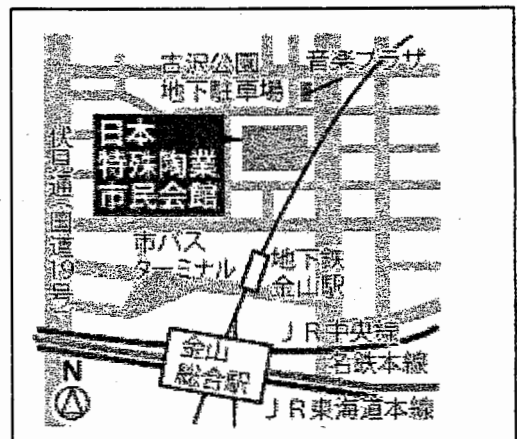 古沢公園
地下駐車場
音楽プラザ
日本
特殊陶業
市民会館
伏見通(国道19号)
市バス
ターミナル
地下鉄
金山駅
JR中央線
名鉄本線
金山
総合駅
N
JR東海道本線